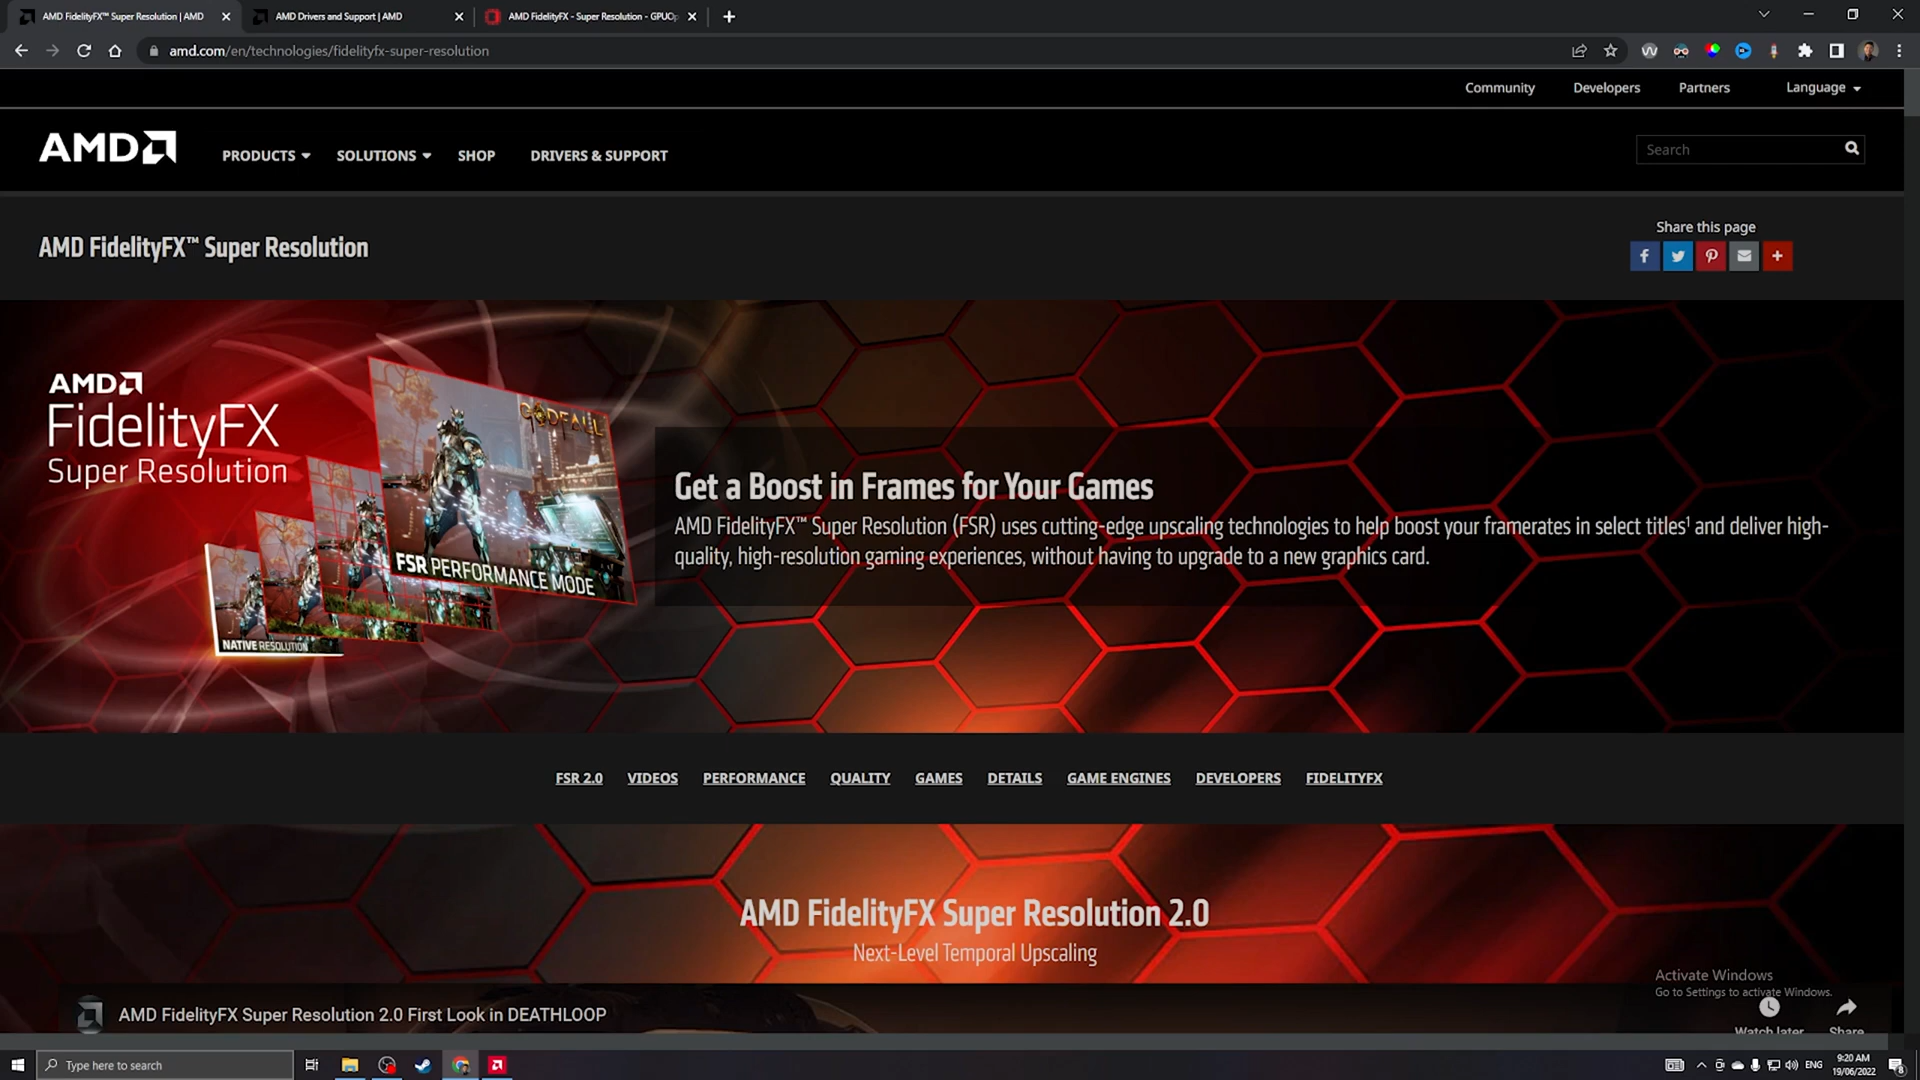 AMD FidelityFX™ Super Resolution | AMD
AMD Drivers and Support | AMD
AMD FidelityFX - Super Resolution - GPUOp
amd.com/en/technologies/fidelityfx-super-resolution
Community
Developers
Partners
Language
AMD
PRODUCTS
SOLUTIONS
SHOP
DRIVERS & SUPPORT
Search
AMD FidelityFX™ Super Resolution
Share this page
AMD
FidelityFX
Super Resolution
GODFALL
FSR PERFORMANCE MODE
NATIVE RESOLUTION
Get a Boost in Frames for Your Games
AMD FidelityFX™ Super Resolution (FSR) uses cutting-edge upscaling technologies to help boost your framerates in select titles¹ and deliver high-
quality, high-resolution gaming experiences, without having to upgrade to a new graphics card.
FSR 2.0
VIDEOS
PERFORMANCE
QUALITY
GAMES
DETAILS
GAME ENGINES
DEVELOPERS
FIDELITYFX
AMD FidelityFX Super Resolution 2.0
Next-Level Temporal Upscaling
Activate Windows
Go to Settings to activate Windows.
AMD FidelityFX Super Resolution 2.0 First Look in DEATHLOOP
Watch later
Share
Type here to search
ENG
9:20 AM
19/06/2022
8